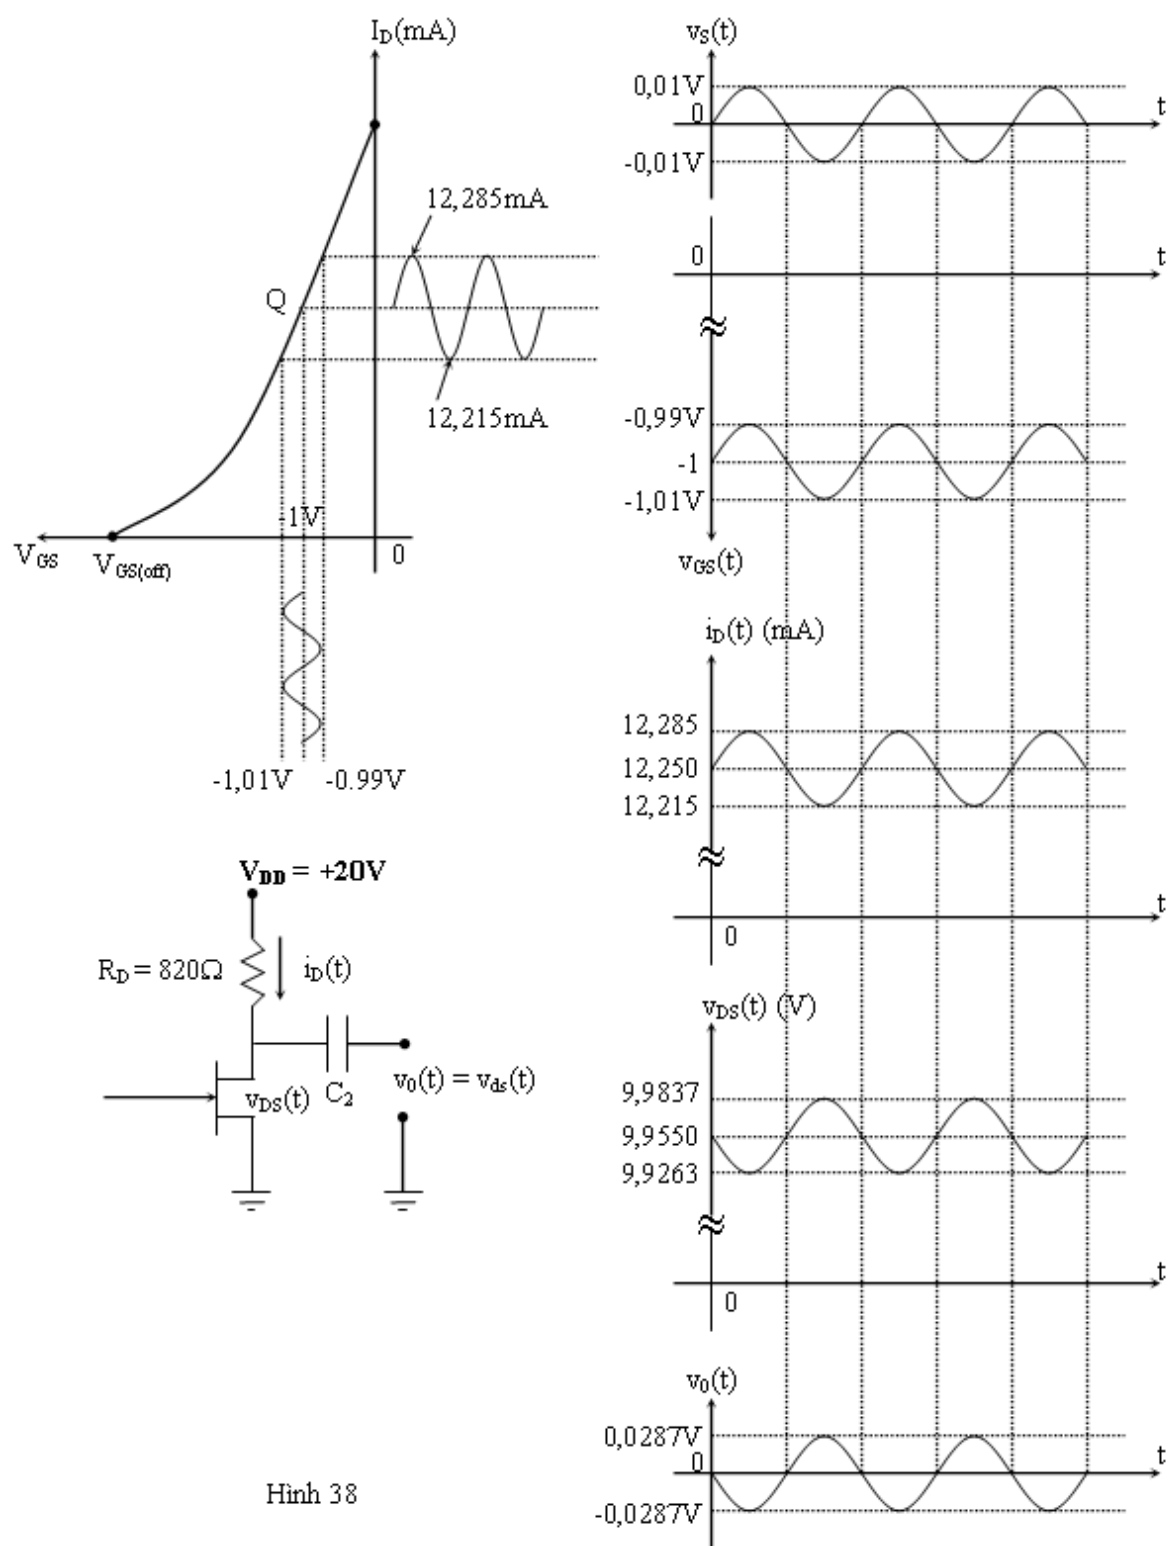 I_D(mA)
12,285mA
Q
12,215mA
-1V
V_GS
V_GS(off)
0
-1,01V
-0.99V
V_DD = +20V
R_D = 820Ω
i_D(t)
v_DS(t)
C_2
v_0(t) = v_ds(t)
Hình 38
v_S(t)
0,01V
0
t
-0,01V
0
t
≈
-0,99V
-1
-1,01V
v_GS(t)
i_D(t) (mA)
12,285
12,250
12,215
≈
t
0
v_DS(t) (V)
9,9837
9,9550
9,9263
≈
t
0
v_0(t)
0,0287V
0
t
-0,0287V